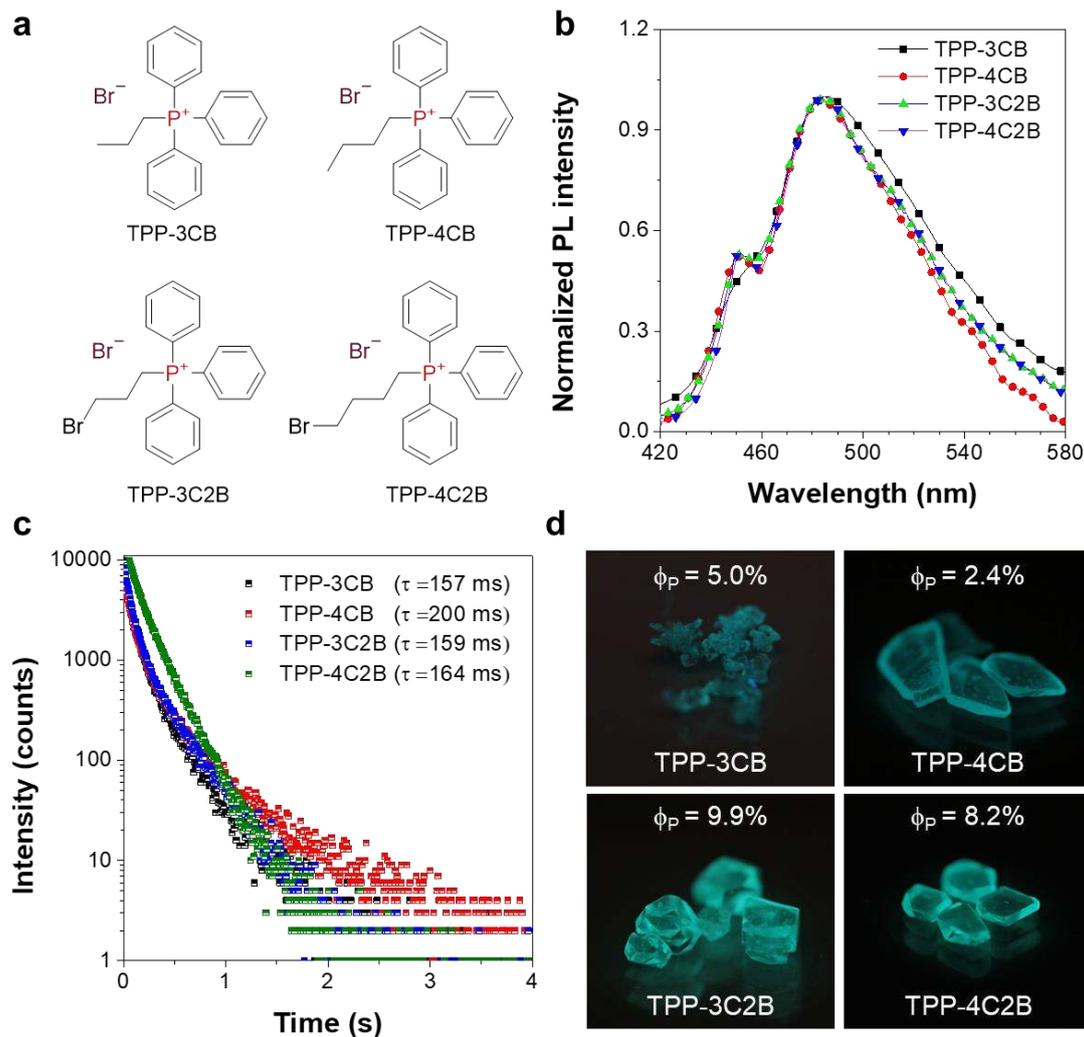 a
Br⁻
P⁺
TPP-3CB
Br⁻
P⁺
TPP-4CB
Br⁻
P⁺
Br
TPP-3C2B
Br⁻
P⁺
Br
TPP-4C2B
b
Normalized PL intensity
1.2
0.9
0.6
0.3
0.0
TPP-3CB
TPP-4CB
TPP-3C2B
TPP-4C2B
420 460 500 540 580
Wavelength (nm)
c
Intensity (counts)
10000
1000
100
10
1
TPP-3CB (τ =157 ms)
TPP-4CB (τ =200 ms)
TPP-3C2B (τ =159 ms)
TPP-4C2B (τ =164 ms)
0 1 2 3 4
Time (s)
d
ϕP = 5.0%
TPP-3CB
ϕP = 2.4%
TPP-4CB
ϕP = 9.9%
TPP-3C2B
ϕP = 8.2%
TPP-4C2B